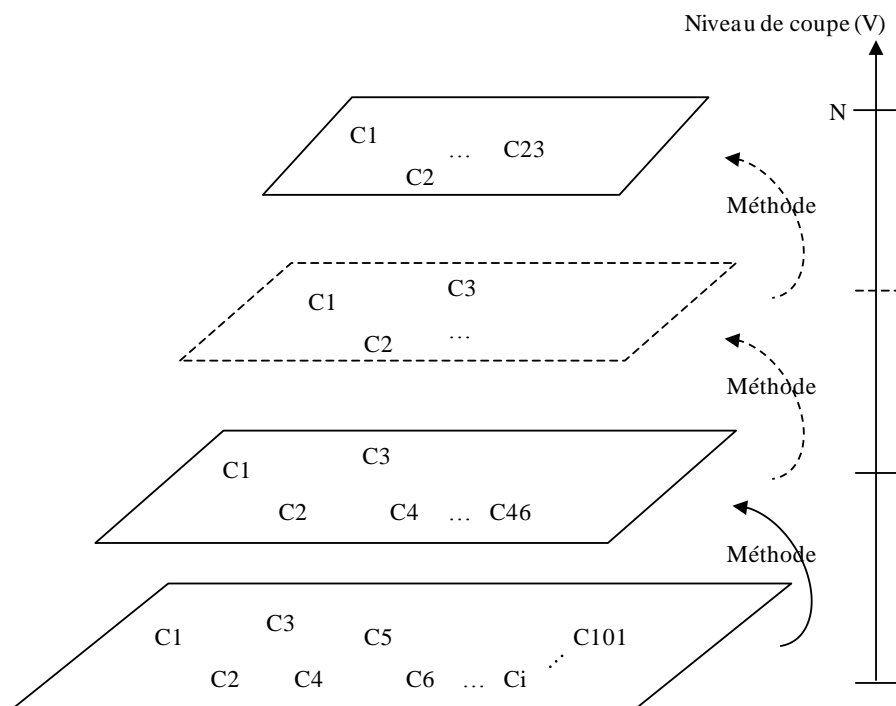 Niveau de coupe (V)
N
C1
… C23
C2
Méthode
C3
C1
C2 …
Méthode
C3
C1
C2 C4 … C46
Méthode
C3
C1 C5 C101
C2 C4 C6 … Ci ⋰